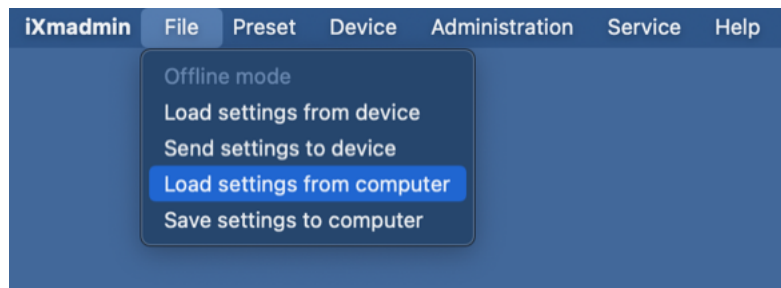 iXmadmin File Preset Device Administration Service Help
Offline mode
Load settings from device
Send settings to device
Load settings from computer
Save settings to computer